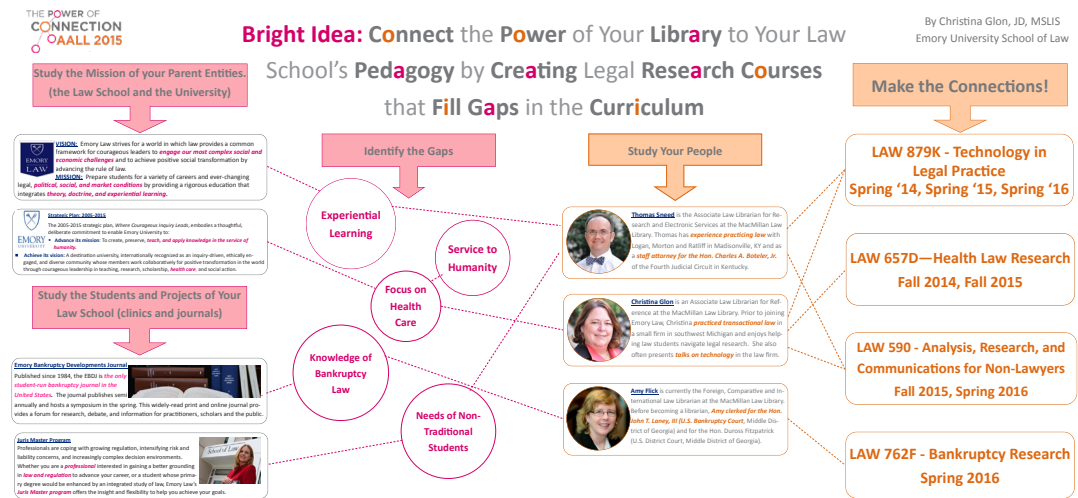 THE POWER OF
CONNECTION
AALL 2015
Bright Idea: Connect the Power of Your Library to Your Law
School's Pedagogy by Creating Legal Research Courses
that Fill Gaps in the Curriculum
By Christina Glon, JD, MSLIS
Emory University School of Law
Study the Mission of your Parent Entities.
(the Law School and the University)
EMORY
LAW
VISION: Emory Law strives for a world in which law provides a common
framework for courageous leaders to engage our most complex social and
economic challenges and to achieve positive social transformation by
advancing the rule of law.
MISSION: Prepare students for a variety of careers and ever-changing
legal, political, social, and market conditions by providing a rigorous education that
integrates theory, doctrine, and experiential learning.
EMORY
UNIVERSITY
Strategic Plan: 2005-2015
The 2005-2015 strategic plan, Where Courageous Inquiry Leads, embodies a thoughtful,
deliberate commitment to enable Emory University to:
• Advance its mission: To create, preserve, teach, and apply knowledge in the service of
humanity.
■ Achieve its vision: A destination university, internationally recognized as an inquiry-driven, ethically en-
gaged, and diverse community whose members work collaboratively for positive transformation in the world
through courageous leadership in teaching, research, scholarship, health care, and social action.
Study the Students and Projects of Your
Law School (clinics and journals)
Emory Bankruptcy Developments Journal
Published since 1984, the EBDJ is the only
student-run bankruptcy journal in the
United States. The journal publishes semi
annually and hosts a symposium in the spring. This widely-read print and online journal pro-
vides a forum for research, debate, and information for practitioners, scholars and the public.
Juris Master Program
Professionals are coping with growing regulation, intensifying risk and
liability concerns, and increasingly complex decision environments.
Whether you are a professional interested in gaining a better grounding
in law and regulation to advance your career, or a student whose prima-
ry degree would be enhanced by an integrated study of law, Emory Law's
Juris Master program offers the insight and flexibility to help you achieve your goals.
School of Law
Identify the Gaps
Experiential
Learning
Service to
Humanity
Focus on
Health
Care
Knowledge of
Bankruptcy
Law
Needs of Non-
Traditional
Students
Study Your People
Thomas Sneed is the Associate Law Librarian for Re-
search and Electronic Services at the MacMillan Law
Library. Thomas has experience practicing law with
Logan, Morton and Ratliff in Madisonville, KY and as
a staff attorney for the Hon. Charles A. Boteler, Jr.
of the Fourth Judicial Circuit in Kentucky.
Christina Glon is an Associate Law Librarian for Ref-
erence at the MacMillan Law Library. Prior to joining
Emory Law, Christina practiced transactional law in
a small firm in southwest Michigan and enjoys help-
ing law students navigate legal research. She also
often presents talks on technology in the law firm.
Amy Flick is currently the Foreign, Comparative and In-
ternational Law Librarian at the MacMillan Law Library.
Before becoming a librarian, Amy clerked for the Hon.
John T. Laney, III (U.S. Bankruptcy Court, Middle Dis-
trict of Georgia) and for the Hon. Duross Fitzpatrick
(U.S. District Court, Middle District of Georgia).
Make the Connections!
LAW 879K - Technology in
Legal Practice
Spring '14, Spring '15, Spring '16
LAW 657D—Health Law Research
Fall 2014, Fall 2015
LAW 590 - Analysis, Research, and
Communications for Non-Lawyers
Fall 2015, Spring 2016
LAW 762F - Bankruptcy Research
Spring 2016